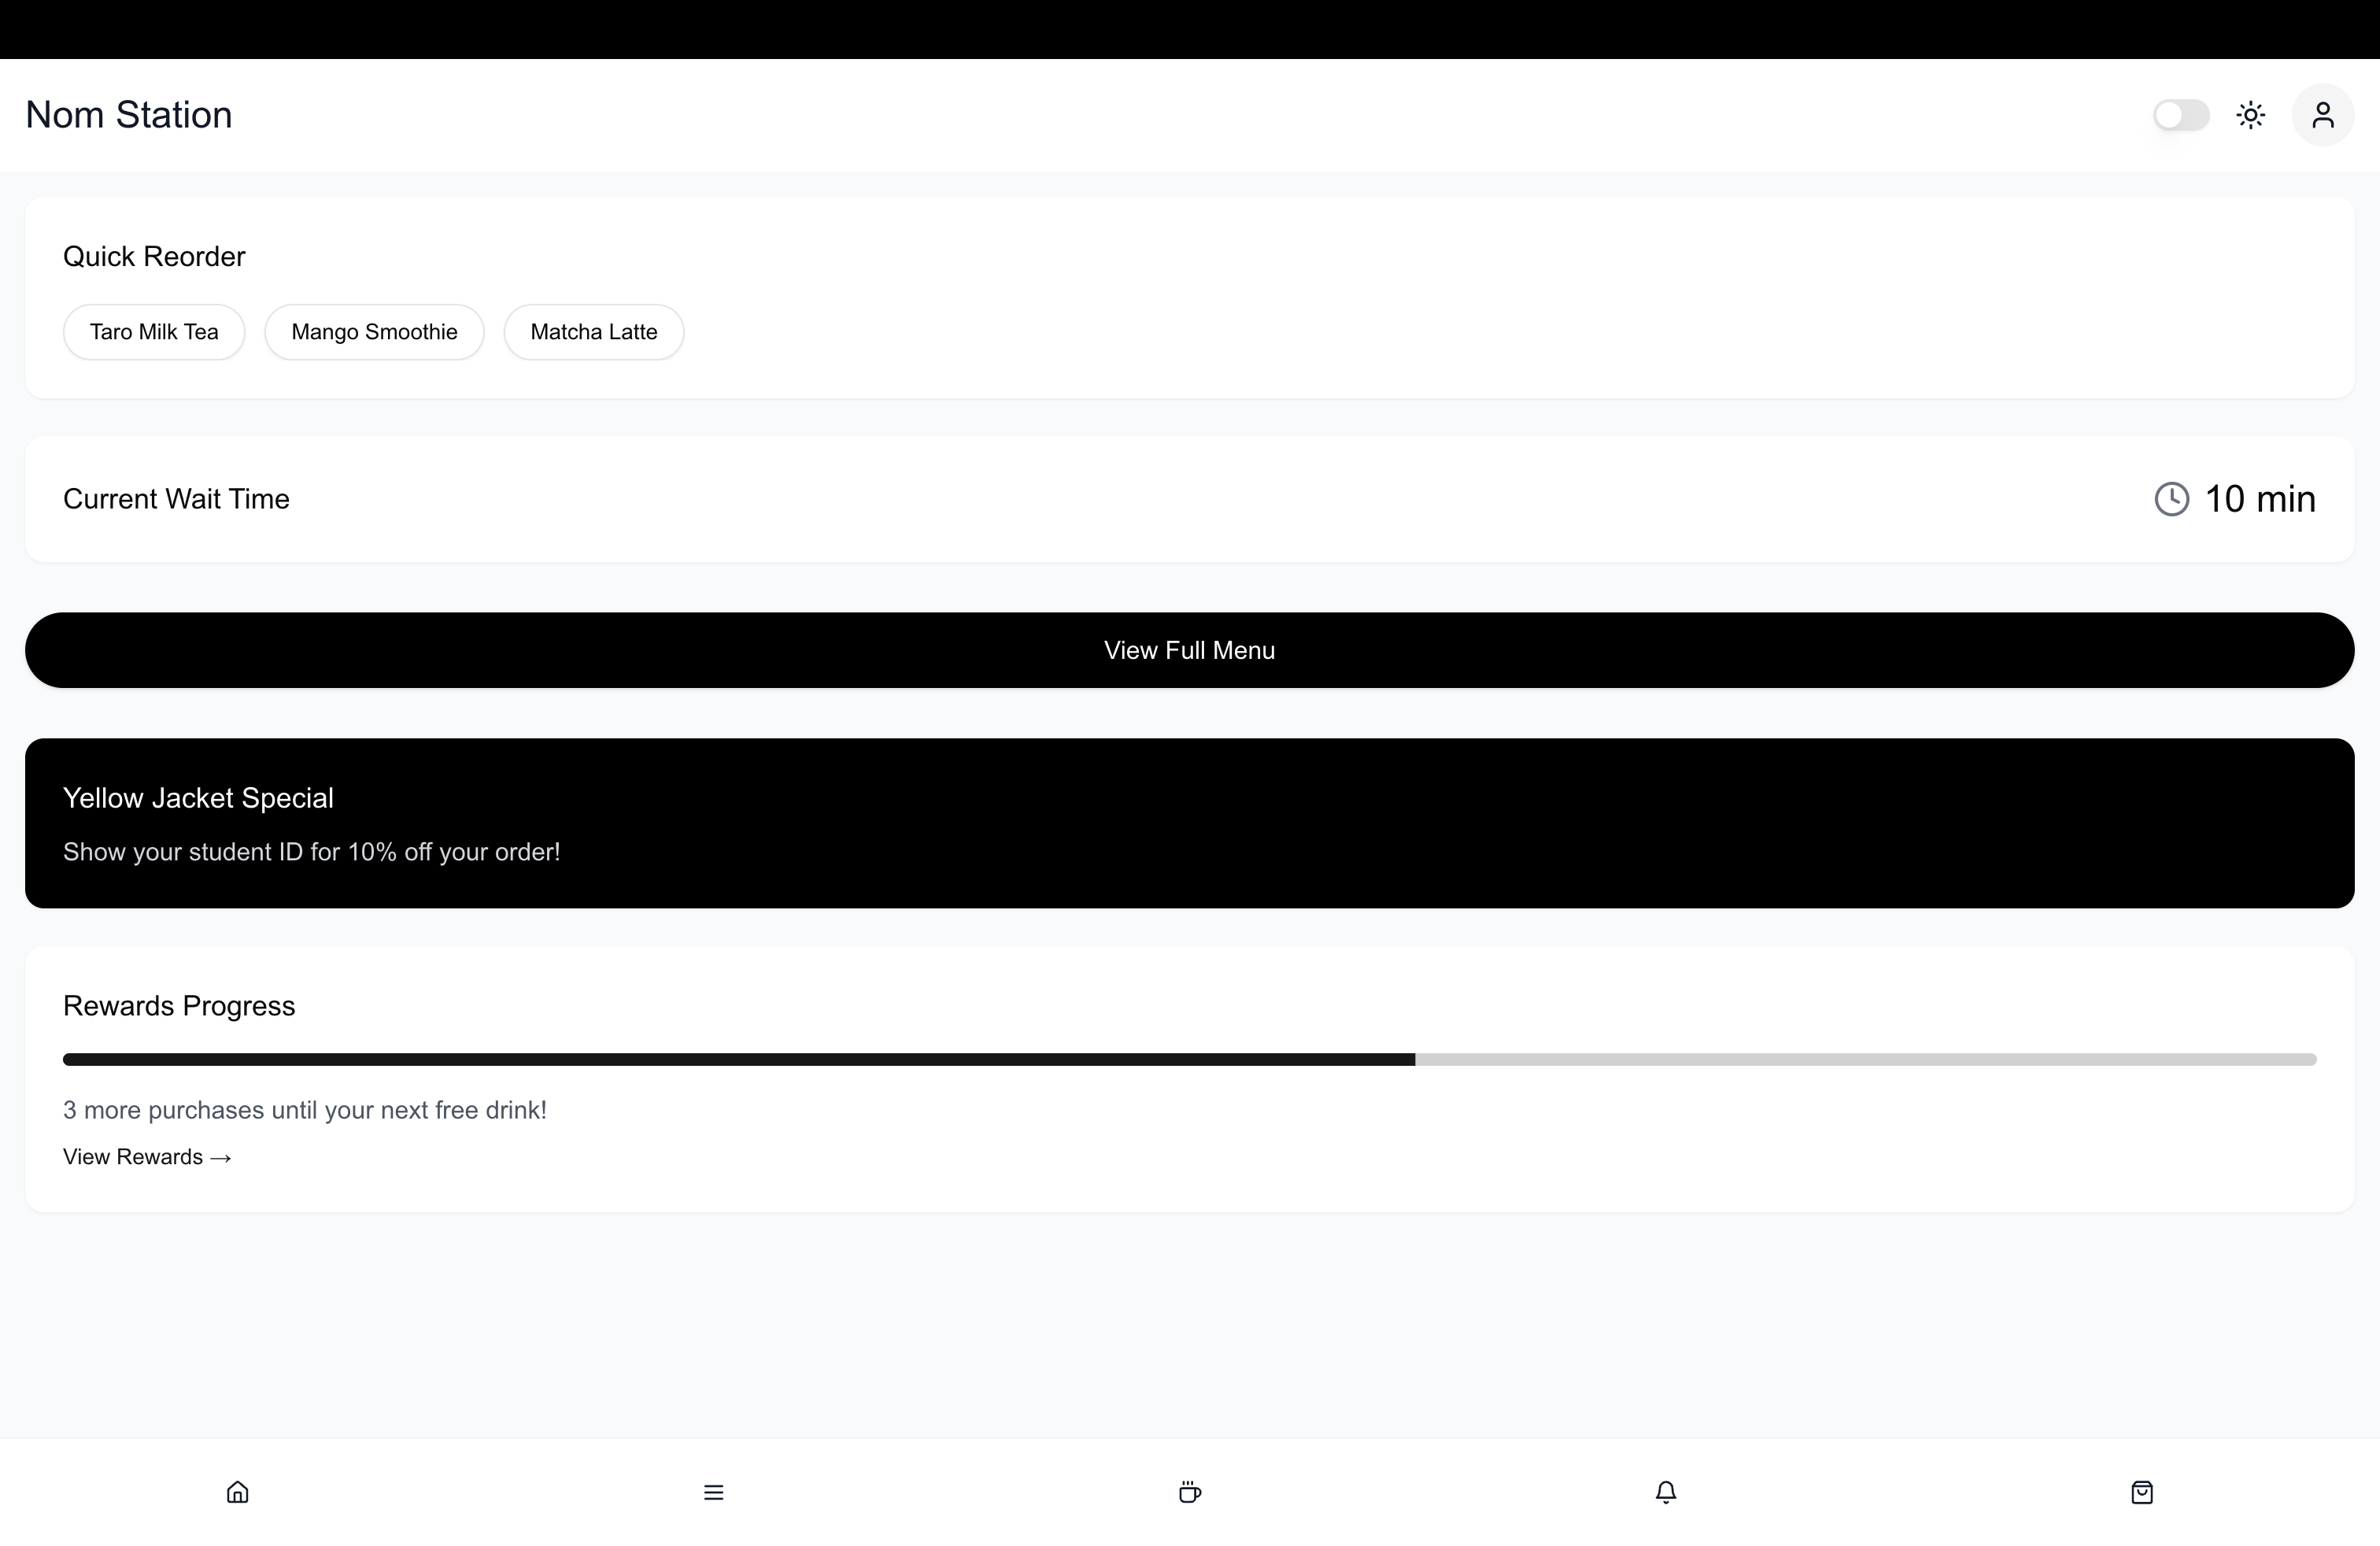 Nom Station
Quick Reorder
Taro Milk Tea
Mango Smoothie
Matcha Latte
Current Wait Time
10 min
View Full Menu
Yellow Jacket Special
Show your student ID for 10% off your order!
Rewards Progress
3 more purchases until your next free drink!
View Rewards →